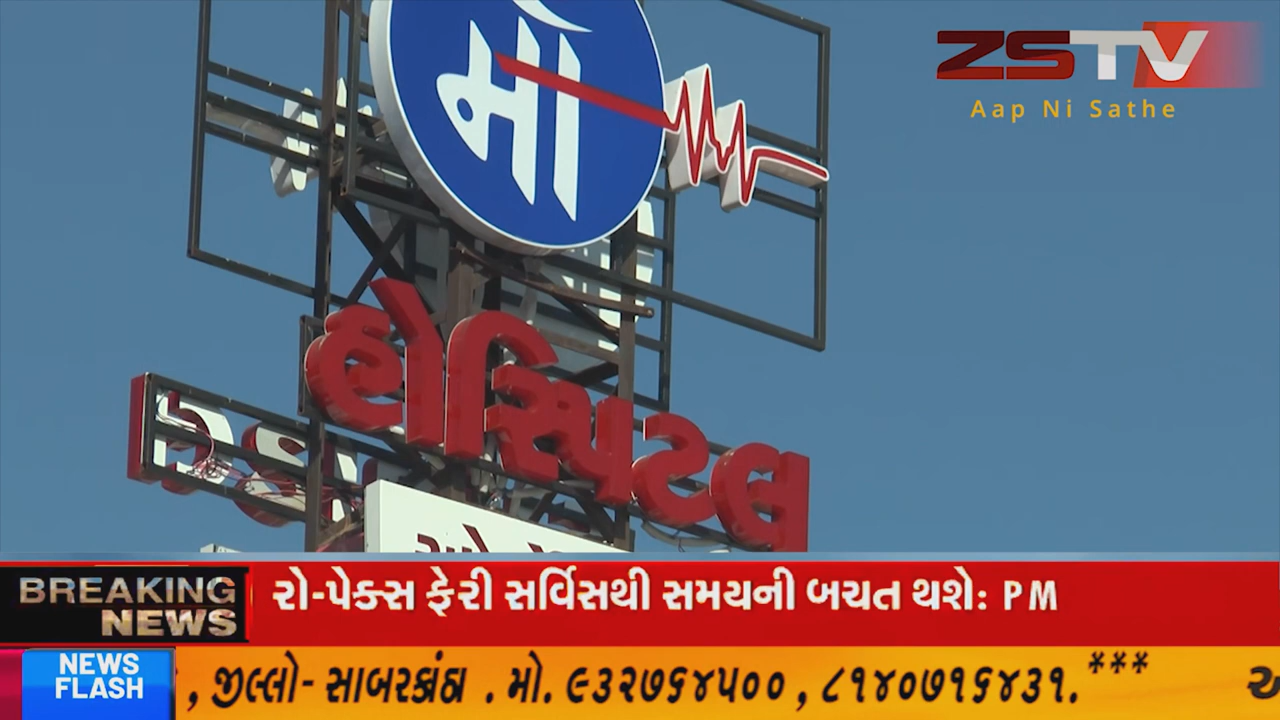 માઁ
ZSTV
Aap Ni Sathe
હોસ્પિટલ
BREAKING
NEWS
રો-પેક્સ ફેરી સર્વિસથી સમયની બચત થશેઃ PM
NEWS
FLASH
, જીલ્લો- સાબરકાંઠા . મો. ૯૩૨૭૬૪૫૦૦ , ૮૧૪૦૭૧૬૪૩૧.***